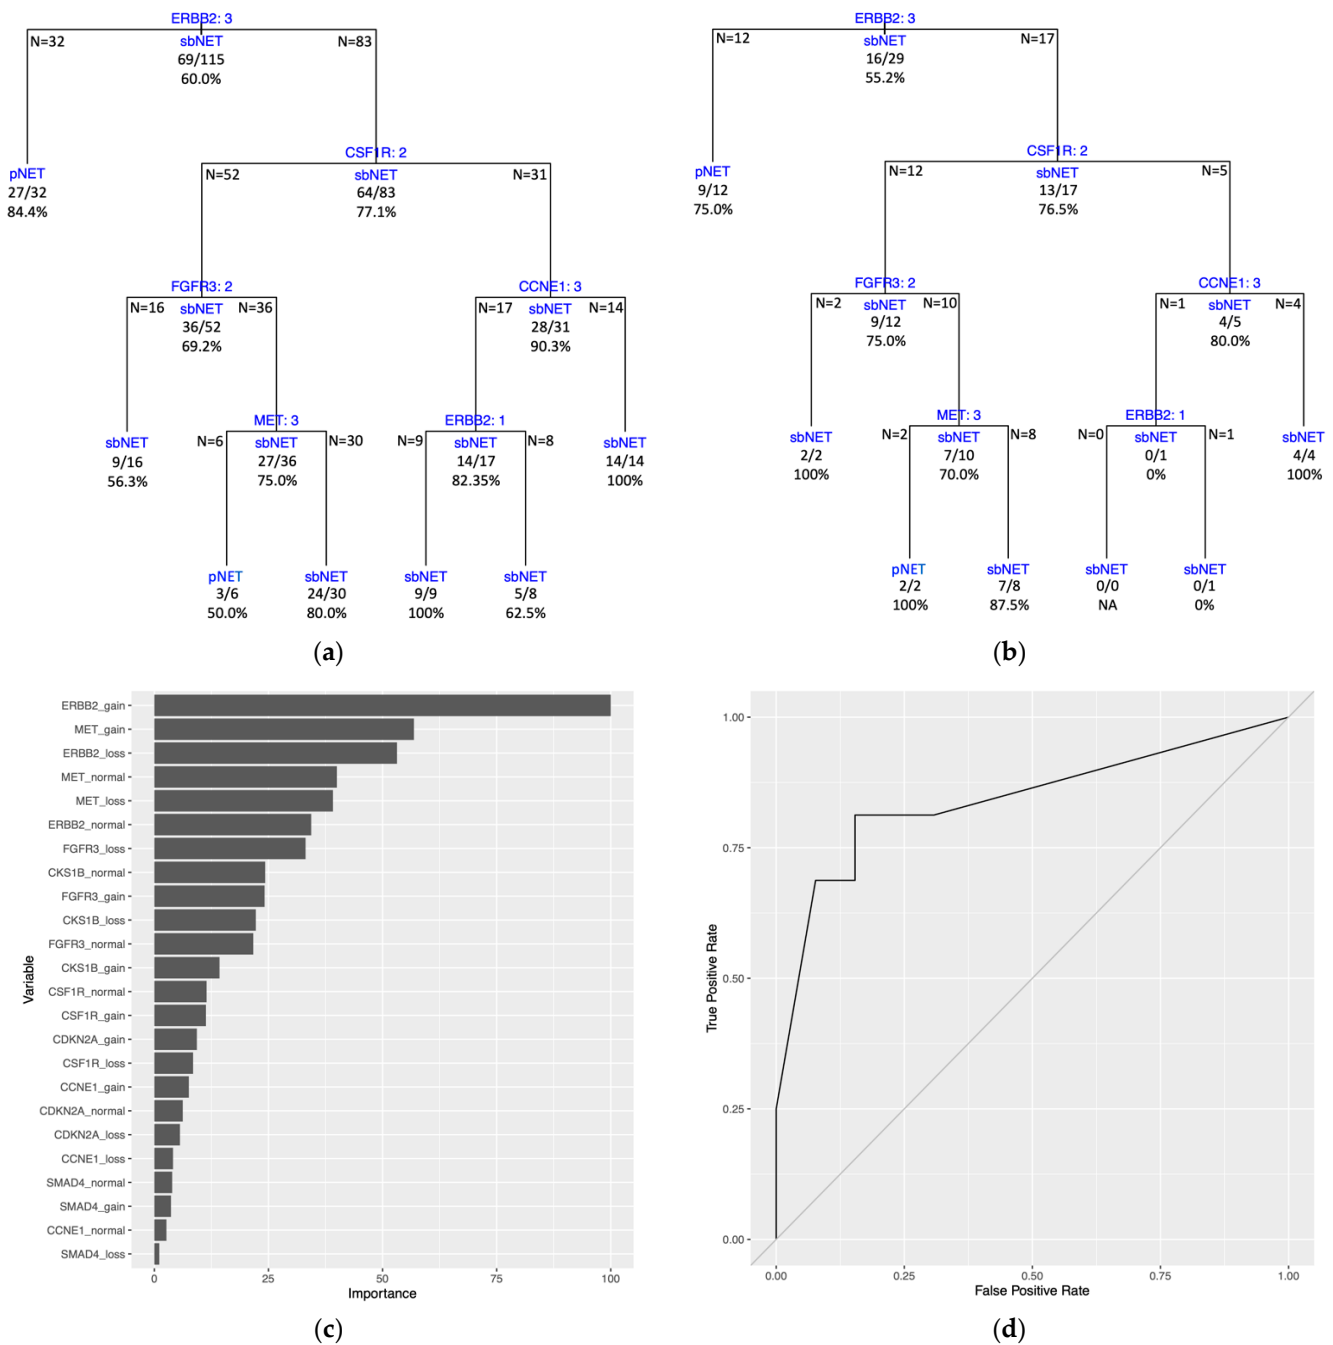 ERBB2: 3
N=32
sbNET
N=83
69/115
60.0%
CSF1R: 2
pNET
27/32
84.4%
N=52
sbNET
N=31
64/83
77.1%
FGFR3: 2
CCNE1: 3
N=16
sbNET
N=36
36/52
69.2%
N=17
sbNET
N=14
28/31
90.3%
MET: 3
ERBB2: 1
sbNET
9/16
56.3%
N=6
sbNET
N=30
27/36
75.0%
N=9
sbNET
N=8
14/17
82.35%
sbNET
14/14
100%
pNET
3/6
50.0%
sbNET
24/30
80.0%
sbNET
9/9
100%
sbNET
5/8
62.5%
(a)
ERBB2: 3
N=12
sbNET
N=17
16/29
55.2%
CSF1R: 2
pNET
9/12
75.0%
N=12
sbNET
N=5
13/17
76.5%
FGFR3: 2
CCNE1: 3
N=2
sbNET
N=10
9/12
75.0%
N=1
sbNET
N=4
4/5
80.0%
MET: 3
ERBB2: 1
sbNET
2/2
100%
N=2
sbNET
N=8
7/10
70.0%
N=0
sbNET
N=1
0/1
0%
sbNET
4/4
100%
pNET
2/2
100%
sbNET
7/8
87.5%
sbNET
0/0
NA
sbNET
0/1
0%
(b)
Variable
ERBB2_gain
MET_gain
ERBB2_loss
MET_normal
MET_loss
ERBB2_normal
FGFR3_loss
CKS1B_normal
FGFR3_gain
CKS1B_loss
FGFR3_normal
CKS1B_gain
CSF1R_normal
CSF1R_gain
CDKN2A_gain
CSF1R_loss
CCNE1_gain
CDKN2A_normal
CDKN2A_loss
CCNE1_loss
SMAD4_normal
SMAD4_gain
CCNE1_normal
SMAD4_loss
0
25
50
75
100
Importance
(c)
True Positive Rate
1.00
0.75
0.50
0.25
0.00
0.00
0.25
0.50
0.75
1.00
False Positive Rate
(d)